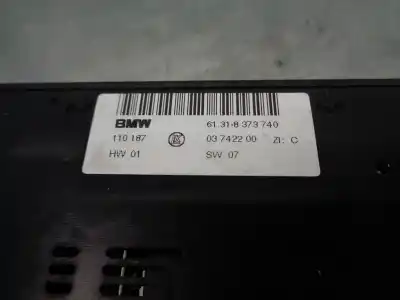 BMW 61.31-8 373 740
110 187 03 7422 00 ZI: C
HW 01 SW 07